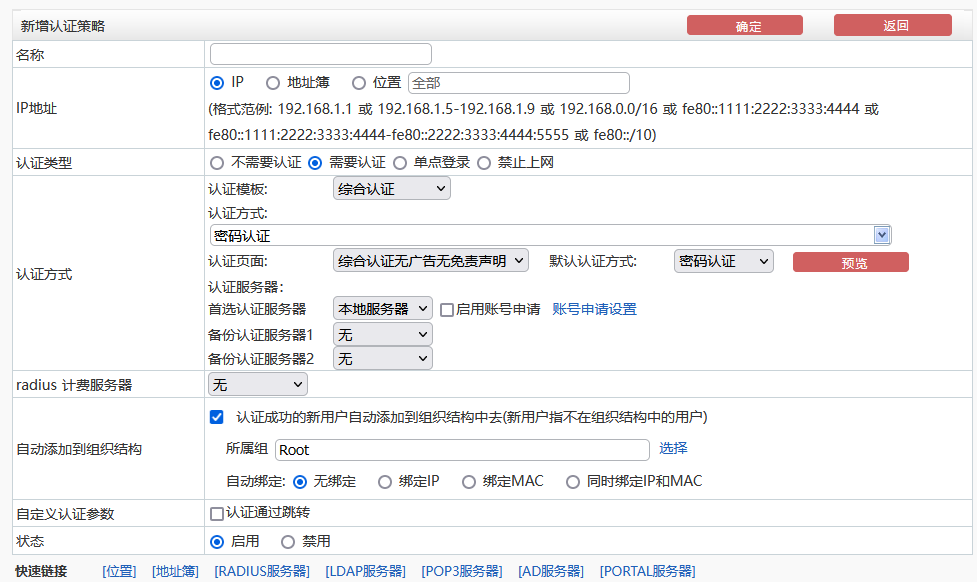 新增认证策略 确定 返回
名称
IP地址 IP 地址簿 位置 全部
(格式范例: 192.168.1.1 或 192.168.1.5-192.168.1.9 或 192.168.0.0/16 或 fe80::1111:2222:3333:4444 或
fe80::1111:2222:3333:4444-fe80::2222:3333:4444:5555 或 fe80::/10)
认证类型 不需要认证 需要认证 单点登录 禁止上网
认证方式
认证模板: 综合认证
认证方式:
密码认证
认证页面: 综合认证无广告无免责声明 默认认证方式: 密码认证 预览
认证服务器:
首选认证服务器 本地服务器 启用账号申请 账号申请设置
备份认证服务器1 无
备份认证服务器2 无
radius 计费服务器 无
自动添加到组织结构
认证成功的新用户自动添加到组织结构中去(新用户指不在组织结构中的用户)
所属组 Root 选择
自动绑定: 无绑定 绑定IP 绑定MAC 同时绑定IP和MAC
自定义认证参数 认证通过跳转
状态 启用 禁用
快速链接 [位置] [地址簿] [RADIUS服务器] [LDAP服务器] [POP3服务器] [AD服务器] [PORTAL服务器]